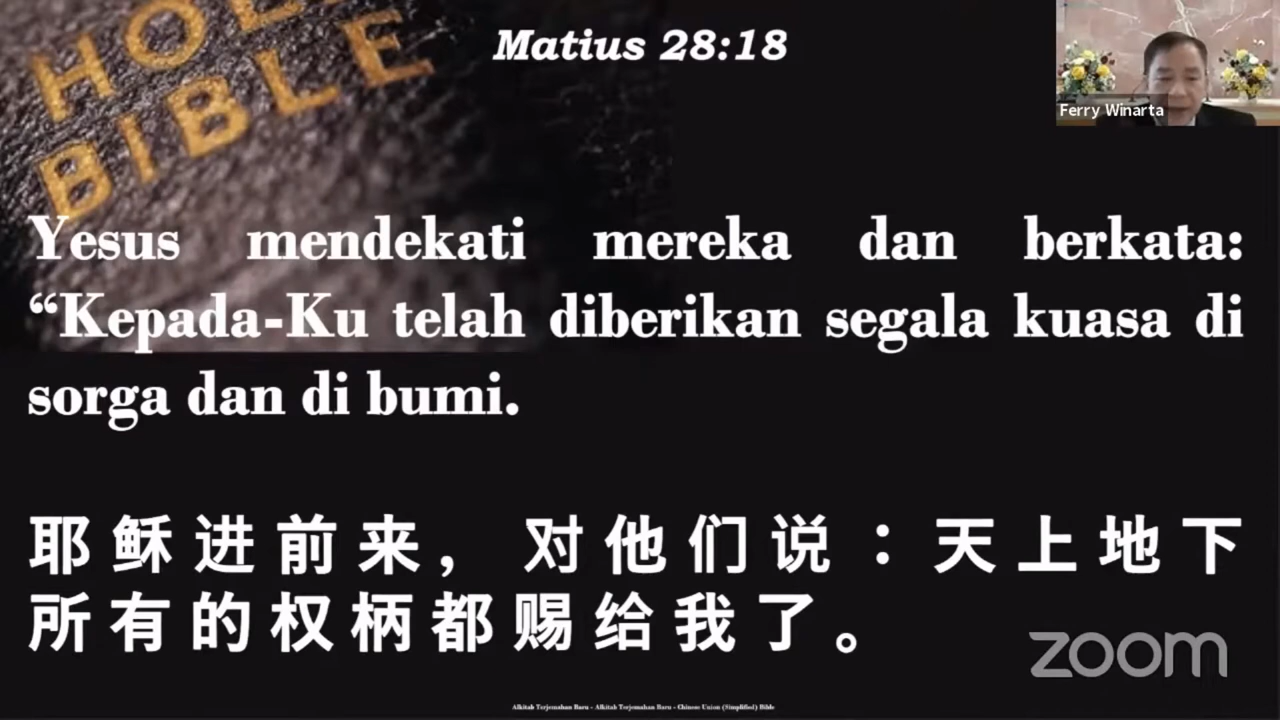 HOL
BIBLE
Matius 28:18
Ferry Winarta
Yesus mendekati mereka dan berkata:
“Kepada-Ku telah diberikan segala kuasa di
sorga dan di bumi.
耶稣进前来，对他们说：天上地下
所有的权柄都赐给我了。
zoom
Alkitab Terjemahan Baru - Alkitab Terjemahan Baru - Chinese Union (Simplified) Bible